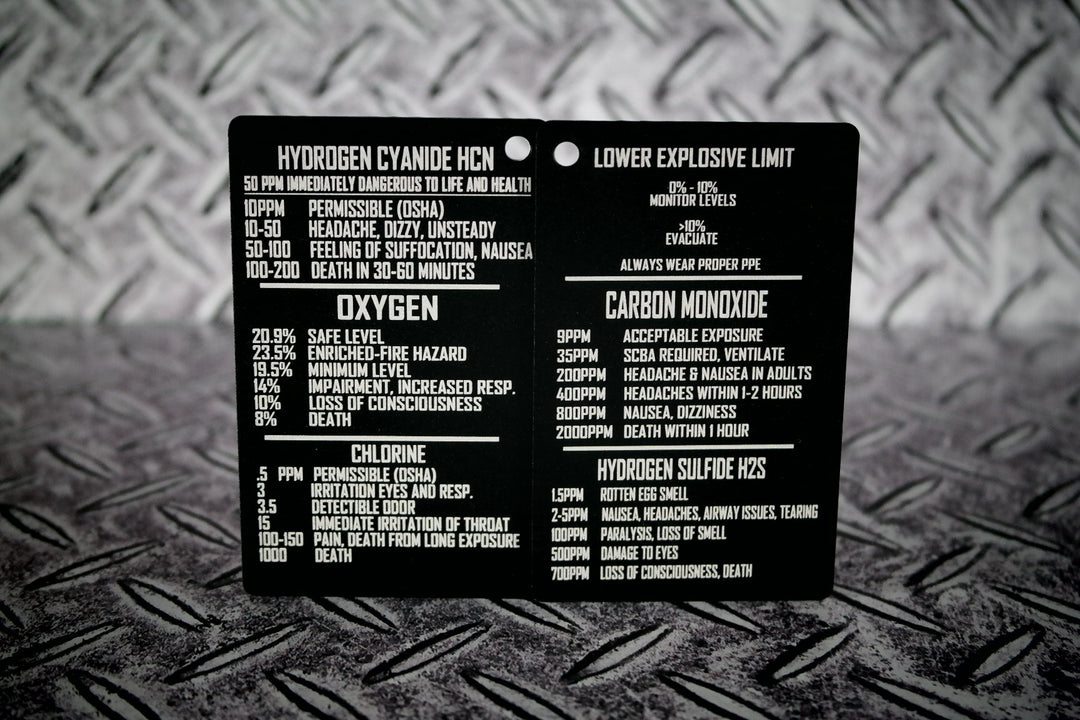 HYDROGEN CYANIDE HCN
50 PPM IMMEDIATELY DANGEROUS TO LIFE AND HEALTH
10PPM PERMISSIBLE (OSHA)
10-50 HEADACHE, DIZZY, UNSTEADY
50-100 FEELING OF SUFFOCATION, NAUSEA
100-200 DEATH IN 30-60 MINUTES
OXYGEN
20.9% SAFE LEVEL
23.5% ENRICHED-FIRE HAZARD
19.5% MINIMUM LEVEL
14% IMPAIRMENT, INCREASED RESP.
10% LOSS OF CONSCIOUSNESS
8% DEATH
CHLORINE
.5 PPM PERMISSIBLE (OSHA)
3 IRRITATION EYES AND RESP.
3.5 DETECTIBLE ODOR
15 IMMEDIATE IRRITATION OF THROAT
100-150 PAIN, DEATH FROM LONG EXPOSURE
1000 DEATH
LOWER EXPLOSIVE LIMIT
0% - 10%
MONITOR LEVELS
>10%
EVACUATE
ALWAYS WEAR PROPER PPE
CARBON MONOXIDE
9PPM ACCEPTABLE EXPOSURE
35PPM SCBA REQUIRED, VENTILATE
200PPM HEADACHE & NAUSEA IN ADULTS
400PPM HEADACHES WITHIN 1-2 HOURS
800PPM NAUSEA, DIZZINESS
2000PPM DEATH WITHIN 1 HOUR
HYDROGEN SULFIDE H2S
1.5PPM ROTTEN EGG SMELL
2-5PPM NAUSEA, HEADACHES, AIRWAY ISSUES, TEARING
100PPM PARALYSIS, LOSS OF SMELL
500PPM DAMAGE TO EYES
700PPM LOSS OF CONSCIOUSNESS, DEATH